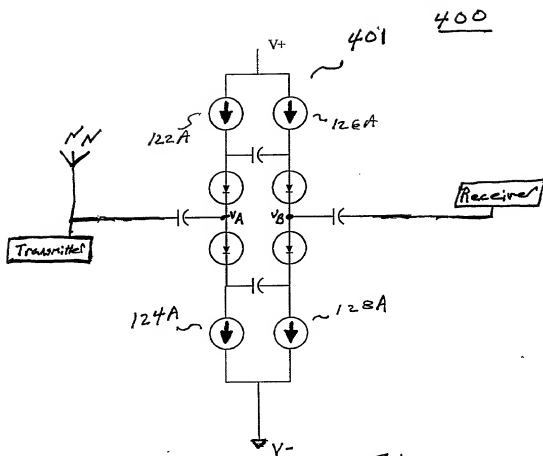 400
401
V+
122A
126A
Receiver
vA
vB
Transmitter
124A
128A
V-